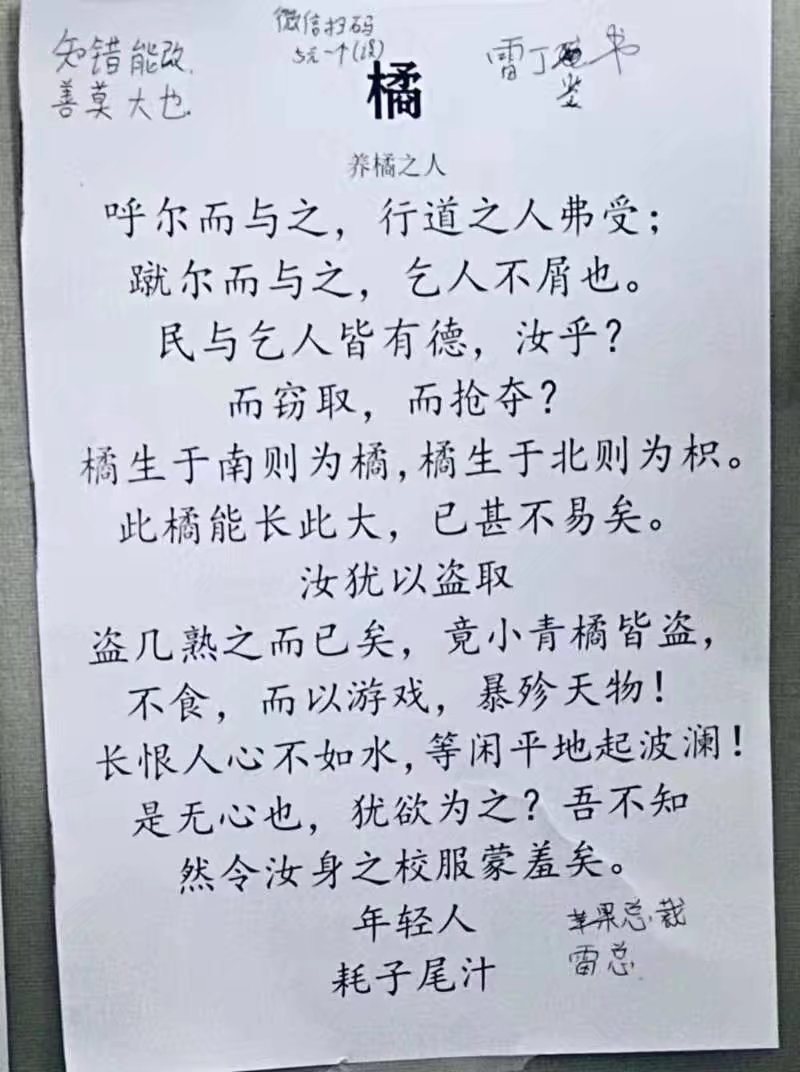 微信扫码
5元一个(议)
知错能改
善莫大也
雷丁 书
橘
养橘之人
呼尔而与之，行道之人弗受；
蹴尔而与之，乞人不屑也。
民与乞人皆有德，汝乎？
而窃取，而抢夺？
橘生于南则为橘,橘生于北则为枳。
此橘能长此大，已甚不易矣。
汝犹以盗取
盗几熟之而已矣，竟小青橘皆盗，
不食，而以游戏，暴殄天物！
长恨人心不如水,等闲平地起波澜！
是无心也，犹欲为之？吾不知
然令汝身之校服蒙羞矣。
年轻人
耗子尾汁
苹果总裁
雷总